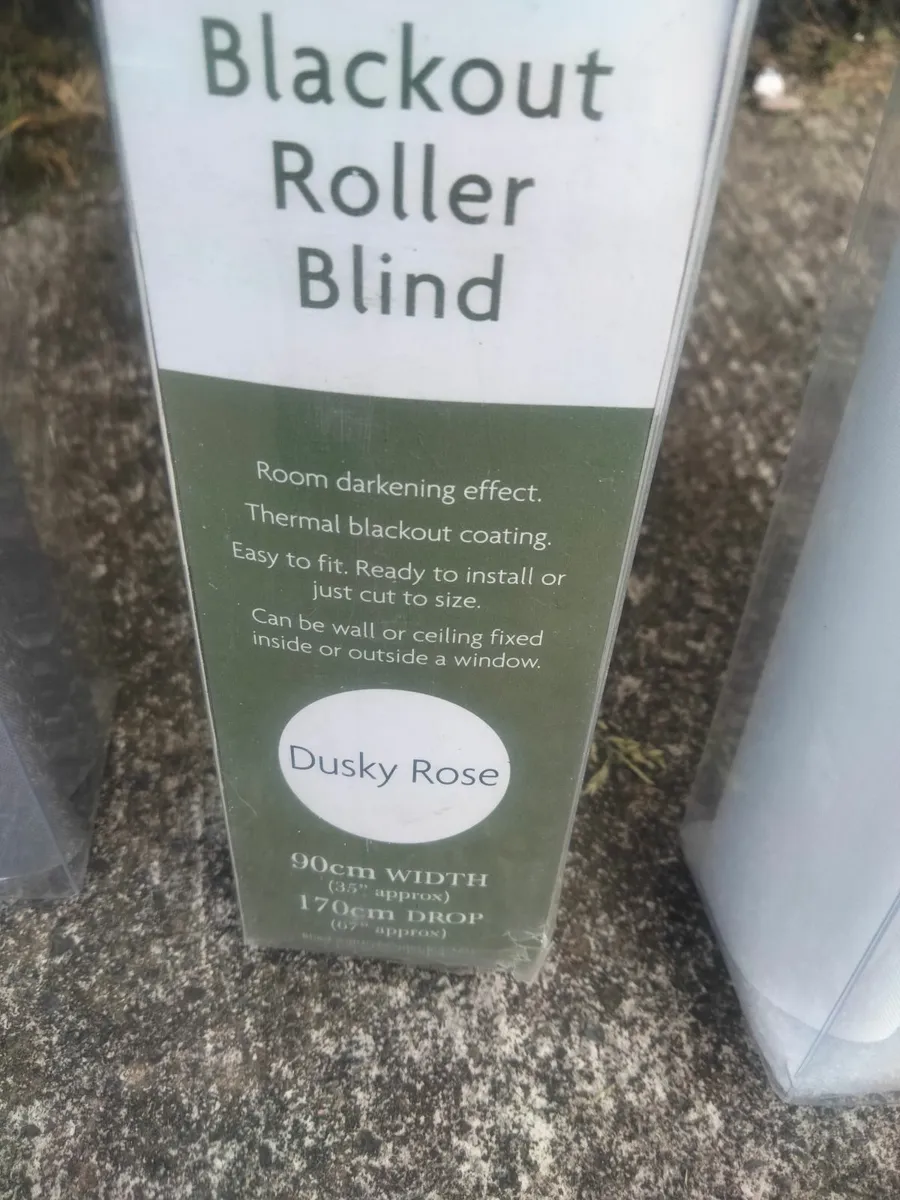 Blackout
Roller
Blind
Room darkening effect.
Thermal blackout coating.
Easy to fit. Ready to install or
just cut to size.
Can be wall or ceiling fixed
inside or outside a window.
Dusky Rose
90cm WIDTH
(35" approx)
170cm DROP
(67" approx)